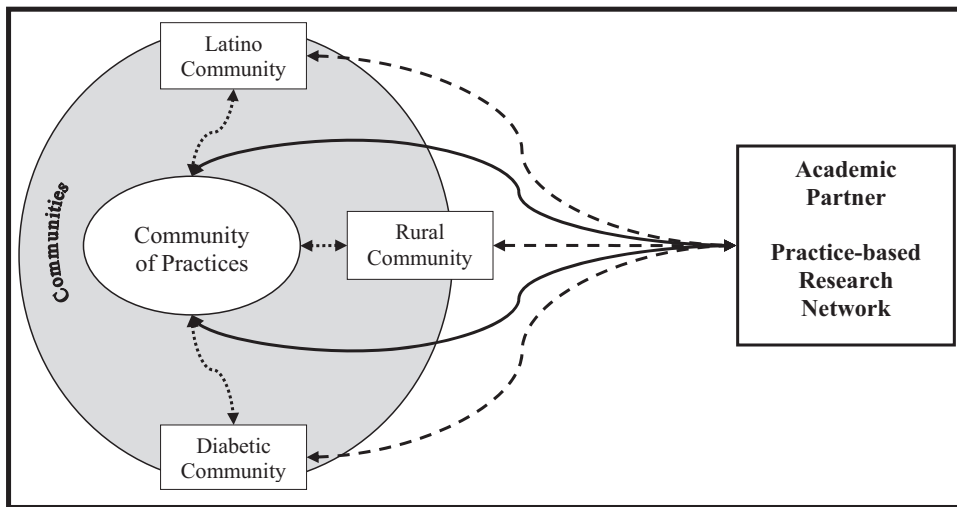 Latino
Community
Communities
Community
of Practices
Rural
Community
Diabetic
Community
Academic
Partner
Practice-based
Research
Network